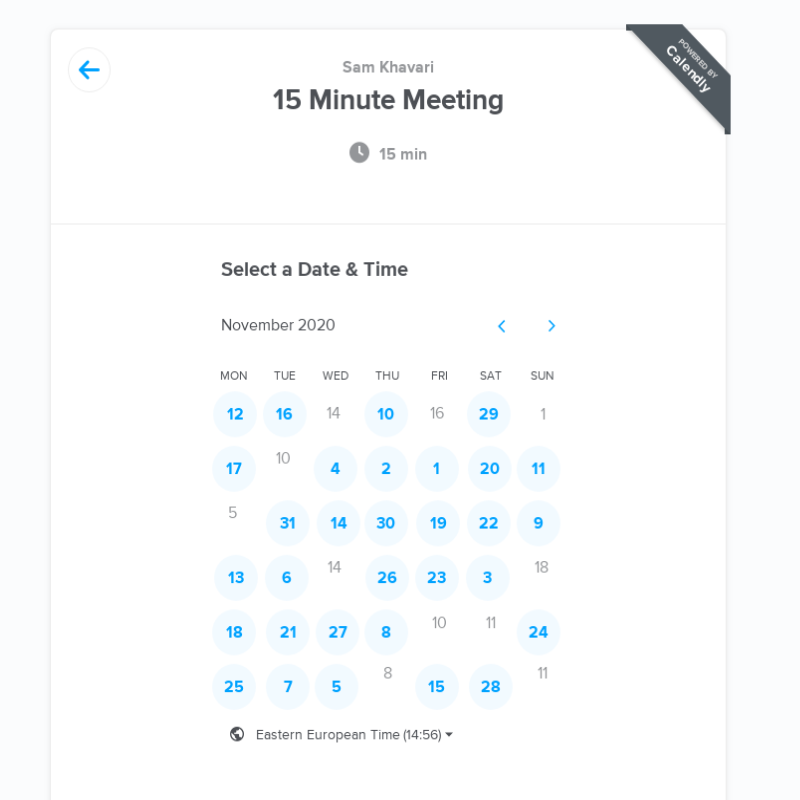 Sam Khavari
POWERED BY
Calendly
15 Minute Meeting
15 min
Select a Date & Time
November 2020
MON TUE WED THU FRI SAT SUN
12 16 14 10 16 29 1
17 10 4 2 1 20 11
5 31 14 30 19 22 9
13 6 14 26 23 3 18
18 21 27 8 10 11 24
25 7 5 8 15 28 11
Eastern European Time (14:56)